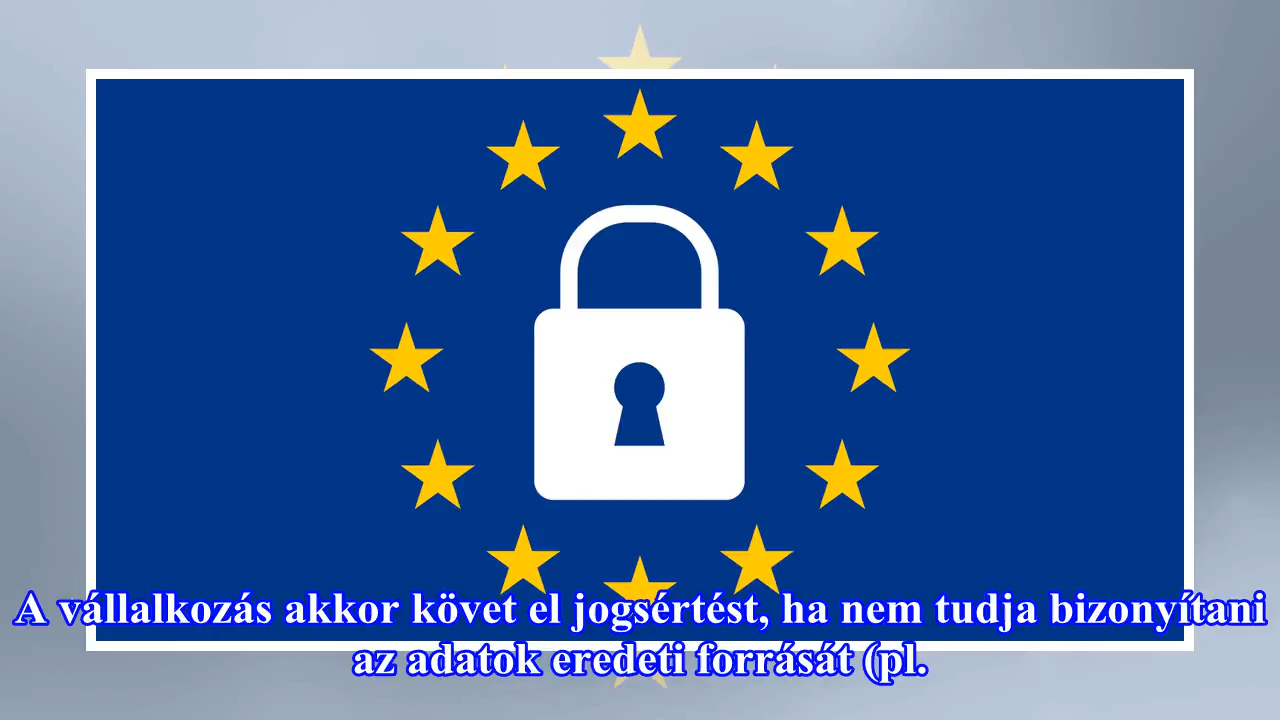 A vállalkozás akkor követ el jogsértést, ha nem tudja bizonyítani
az adatok eredeti forrását (pl.